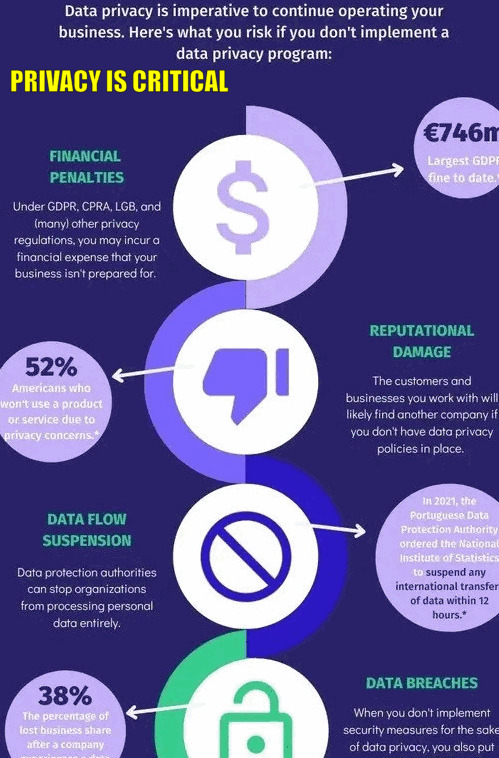 Data privacy is imperative to continue operating your
business. Here's what you risk if you don't implement a
data privacy program:
PRIVACY IS CRITICAL
€746m
Largest GDPR
fine to date.*
FINANCIAL
PENALTIES
Under GDPR, CPRA, LGB, and
(many) other privacy
regulations, you may incur a
financial expense that your
business isn't prepared for.
$
REPUTATIONAL
DAMAGE
The customers and
businesses you work with will
likely find another company if
you don't have data privacy
policies in place.
52%
Americans who
won't use a product
or service due to
privacy concerns.*
DATA FLOW
SUSPENSION
Data protection authorities
can stop organizations
from processing personal
data entirely.
In 2021, the
Portuguese Data
Protection Authority
ordered the National
Institute of Statistics
to suspend any
international transfer
of data within 12
hours.*
DATA BREACHES
When you don't implement
security measures for the sake
of data privacy, you also put
38%
The percentage of
lost business share
after a company